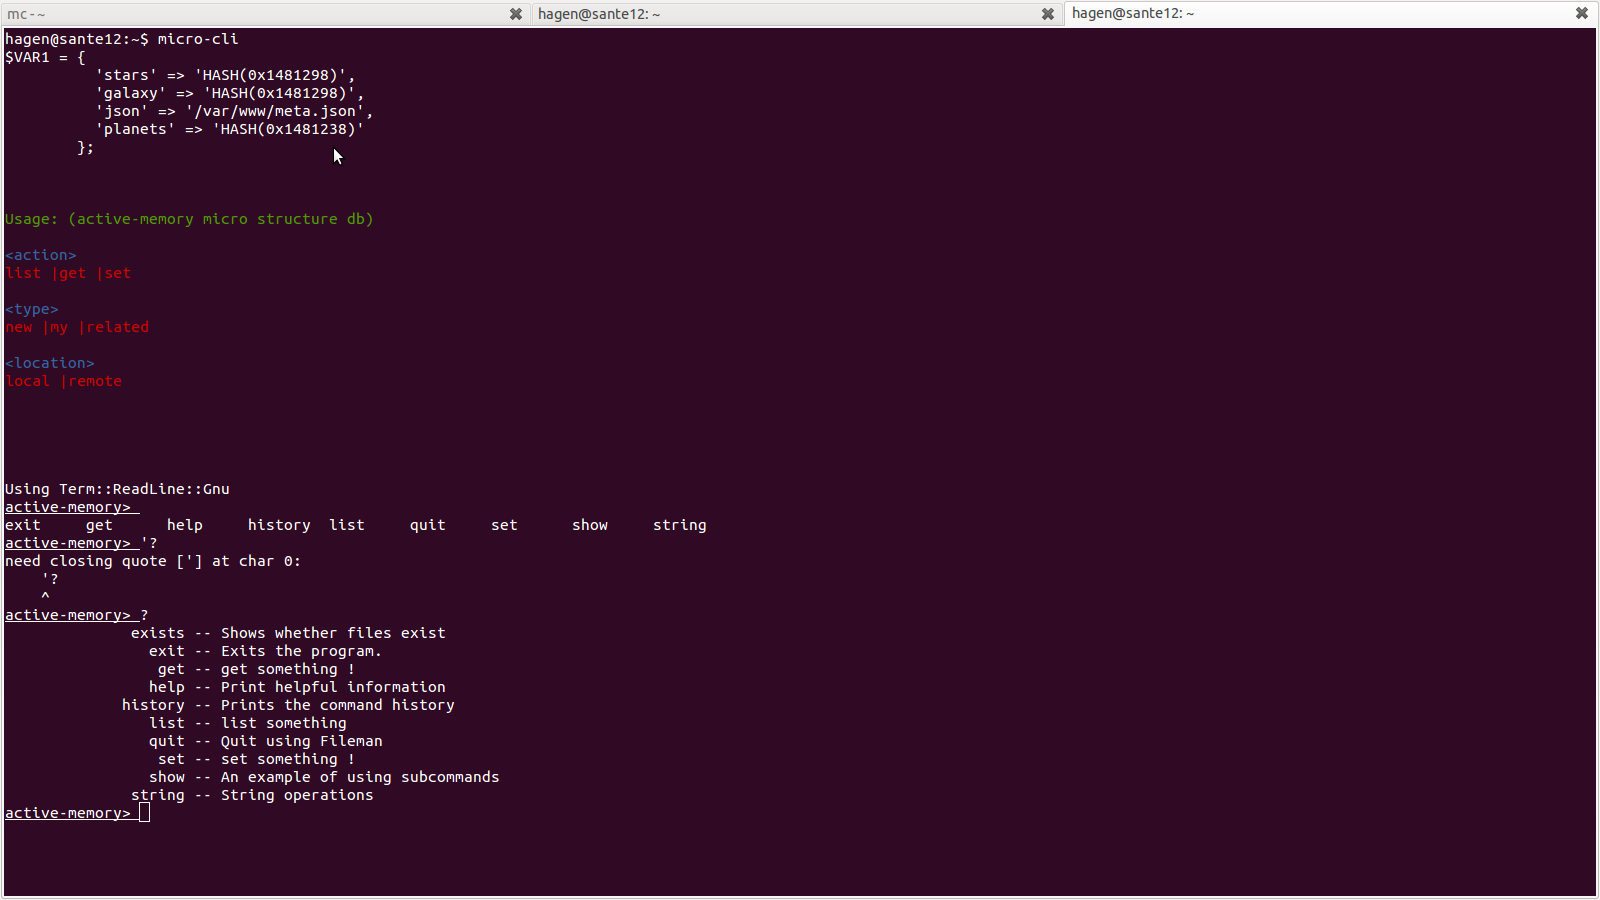 mc - ~
hagen@sante12: ~
hagen@sante12: ~
hagen@sante12:~$ micro-cli
$VAR1 = {
          'stars' => 'HASH(0x1481298)',
          'galaxy' => 'HASH(0x1481298)',
          'json' => '/var/www/meta.json',
          'planets' => 'HASH(0x1481238)'
        };
Usage: (active-memory micro structure db)
<action>
list |get |set
<type>
new |my |related
<location>
local |remote
Using Term::ReadLine::Gnu
active-memory>
exit     get      help     history  list     quit     set      show     string
active-memory> '?
need closing quote ['] at char 0:
    '?
    ^
active-memory> ?
              exists -- Shows whether files exist
                exit -- Exits the program.
                 get -- get something !
                help -- Print helpful information
             history -- Prints the command history
                list -- list something
                quit -- Quit using Fileman
                 set -- set something !
                show -- An example of using subcommands
              string -- String operations
active-memory>